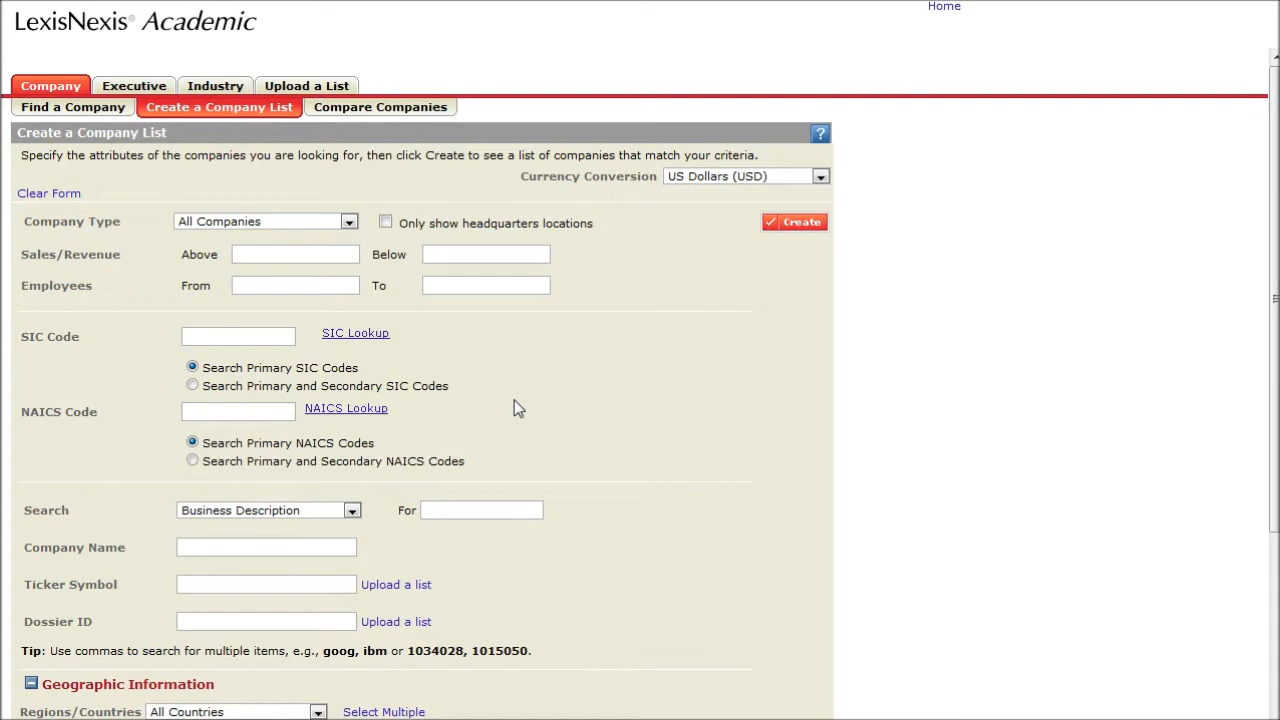 Home
LexisNexis® Academic
Company Executive Industry Upload a List
Find a Company Create a Company List Compare Companies
Create a Company List ?
Specify the attributes of the companies you are looking for, then click Create to see a list of companies that match your criteria.
Currency Conversion US Dollars (USD)
Clear Form
Company Type All Companies Only show headquarters locations Create
Sales/Revenue Above Below
Employees From To
SIC Code SIC Lookup
Search Primary SIC Codes
Search Primary and Secondary SIC Codes
NAICS Code NAICS Lookup
Search Primary NAICS Codes
Search Primary and Secondary NAICS Codes
Search Business Description For
Company Name
Ticker Symbol Upload a list
Dossier ID Upload a list
Tip: Use commas to search for multiple items, e.g., goog, ibm or 1034028, 1015050.
Geographic Information
Regions/Countries All Countries Select Multiple